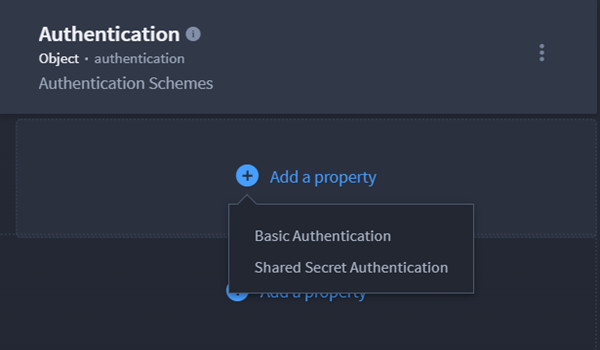 Authentication
Object • authentication
Authentication Schemes
Add a property
Basic Authentication
Shared Secret Authentication
Add a property